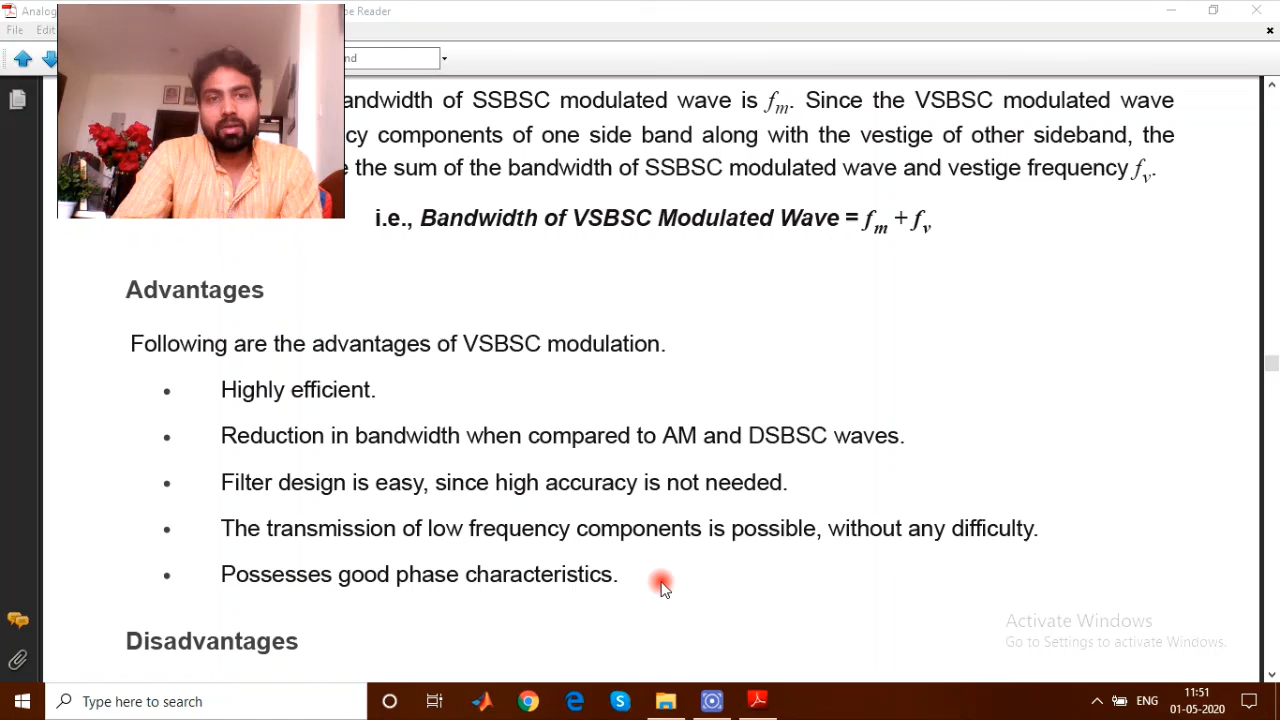 Analog
be Reader
File
Edit
nd
andwidth of SSBSC modulated wave is fm. Since the VSBSC modulated wave
cy components of one side band along with the vestige of other sideband, the
e the sum of the bandwidth of SSBSC modulated wave and vestige frequency fv.
i.e., Bandwidth of VSBSC Modulated Wave = fm + fv
Advantages
Following are the advantages of VSBSC modulation.
• Highly efficient.
• Reduction in bandwidth when compared to AM and DSBSC waves.
• Filter design is easy, since high accuracy is not needed.
• The transmission of low frequency components is possible, without any difficulty.
• Possesses good phase characteristics.
Disadvantages
Activate Windows
Go to Settings to activate Windows.
Type here to search
ENG
11:51
01-05-2020